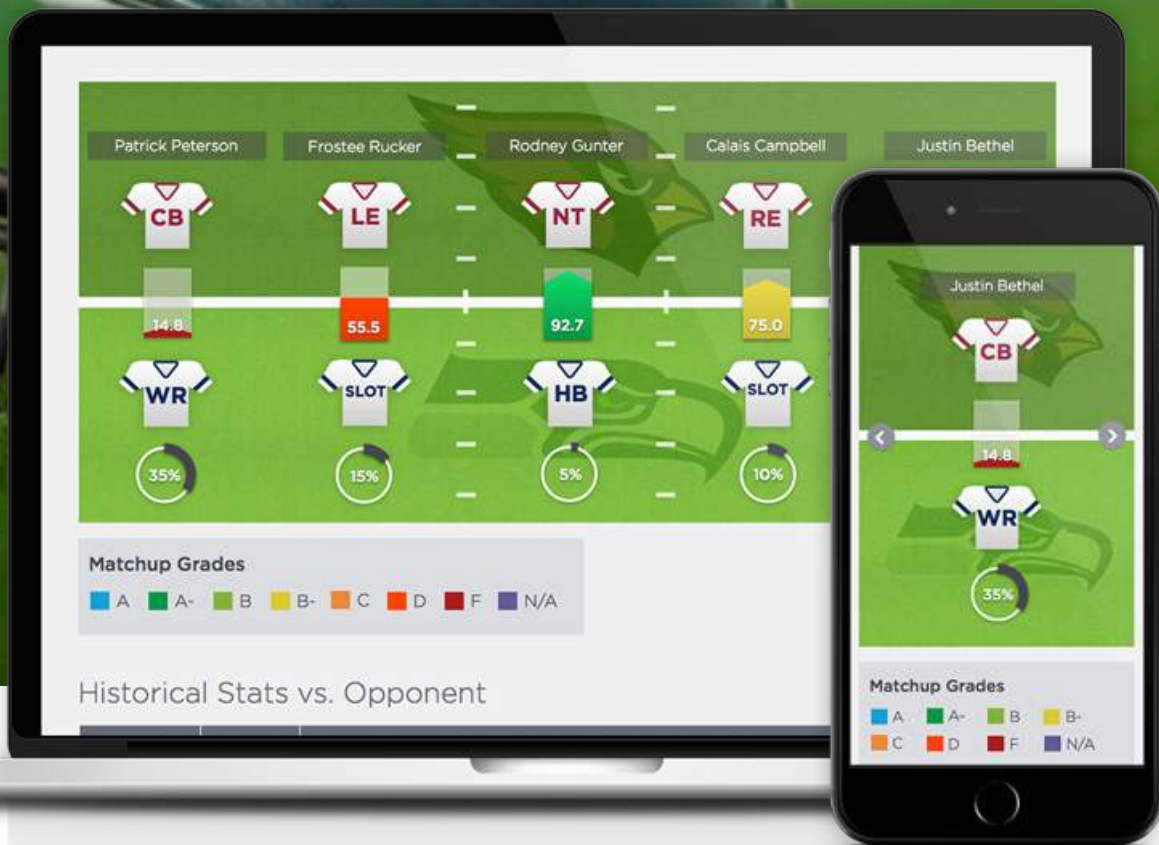 Patrick Peterson Frostee Rucker Rodney Gunter Calais Campbell Justin Bethel
CB LE NT RE
14.8 55.5 92.7 75.0
WR SLOT HB SLOT
35% 15% 5% 10%
Matchup Grades
A A- B B- C D F N/A
Historical Stats vs. Opponent
Justin Bethel
CB
14.8
WR
35%
Matchup Grades
A A- B B-
C D F N/A